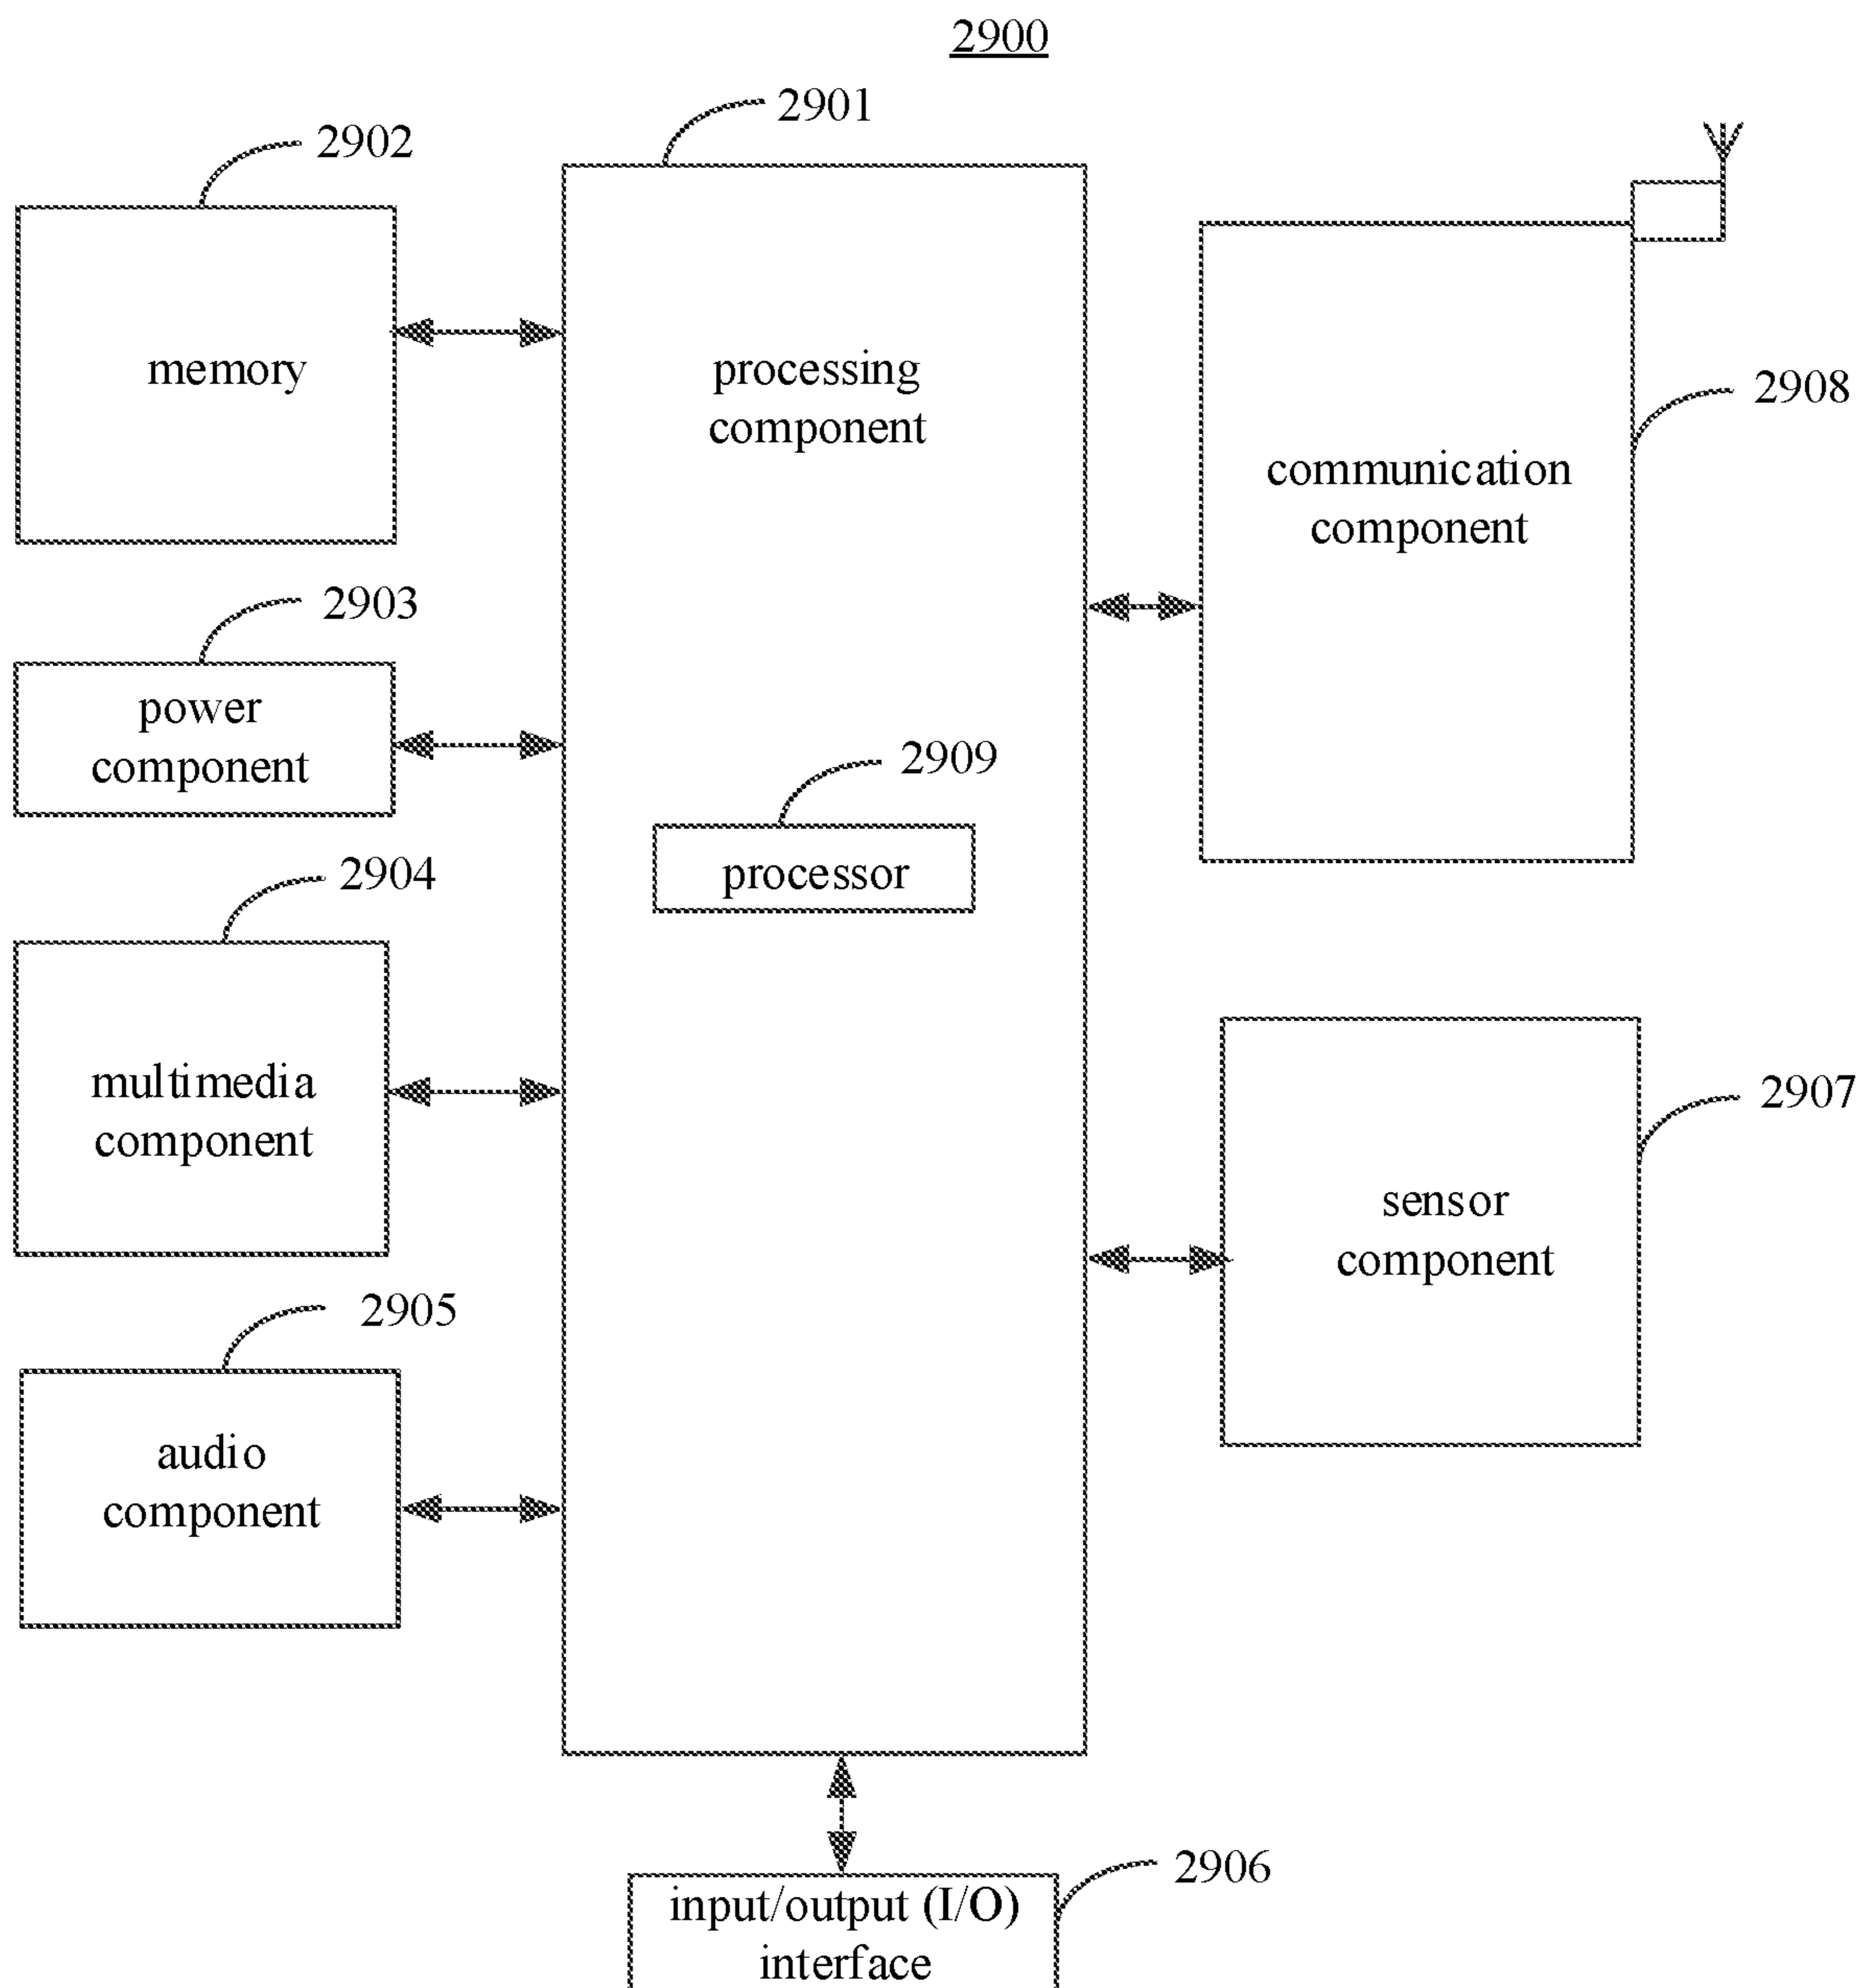 2900
2901
2902
memory
processing
component
2908
communication
component
2903
power
component
2909
processor
2904
multimedia
component
2907
sensor
component
2905
audio
component
2906
input/output (I/O)
interface